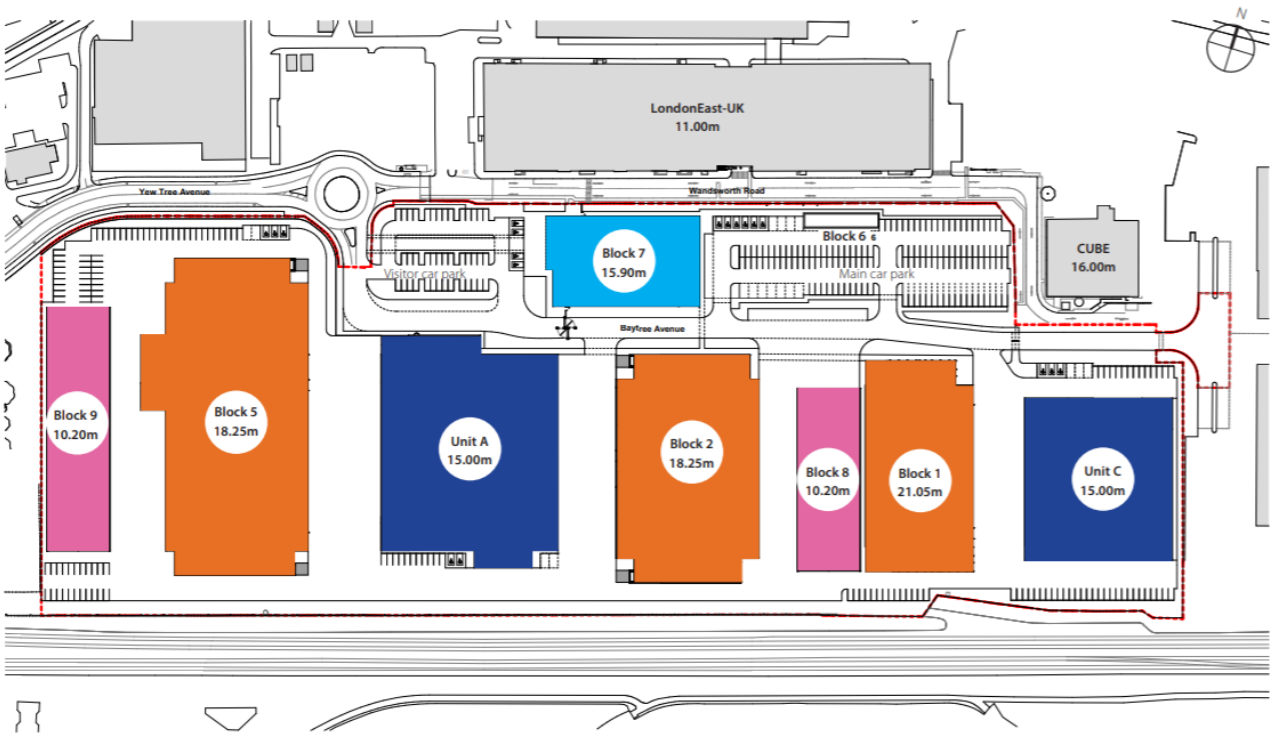 N
LondonEast-UK
11.00m
Yew Tree Avenue
Wandsworth Road
Block 6 6
Block 7
15.90m
CUBE
16.00m
Visitor car park
Main car park
Baytree Avenue
Block 9
10.20m
Block 5
18.25m
Unit A
15.00m
Block 2
18.25m
Block 8
10.20m
Block 1
21.05m
Unit C
15.00m